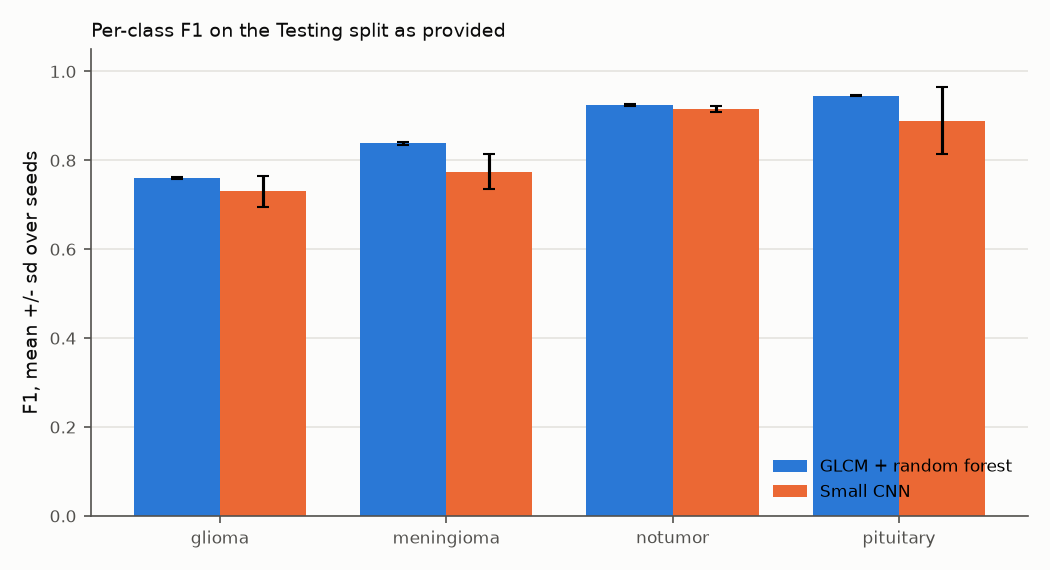 Per-class F1 on the Testing split as provided
F1, mean +/- sd over seeds
1.0
0.8
0.6
0.4
0.2
0.0
GLCM + random forest
Small CNN
glioma
meningioma
notumor
pituitary